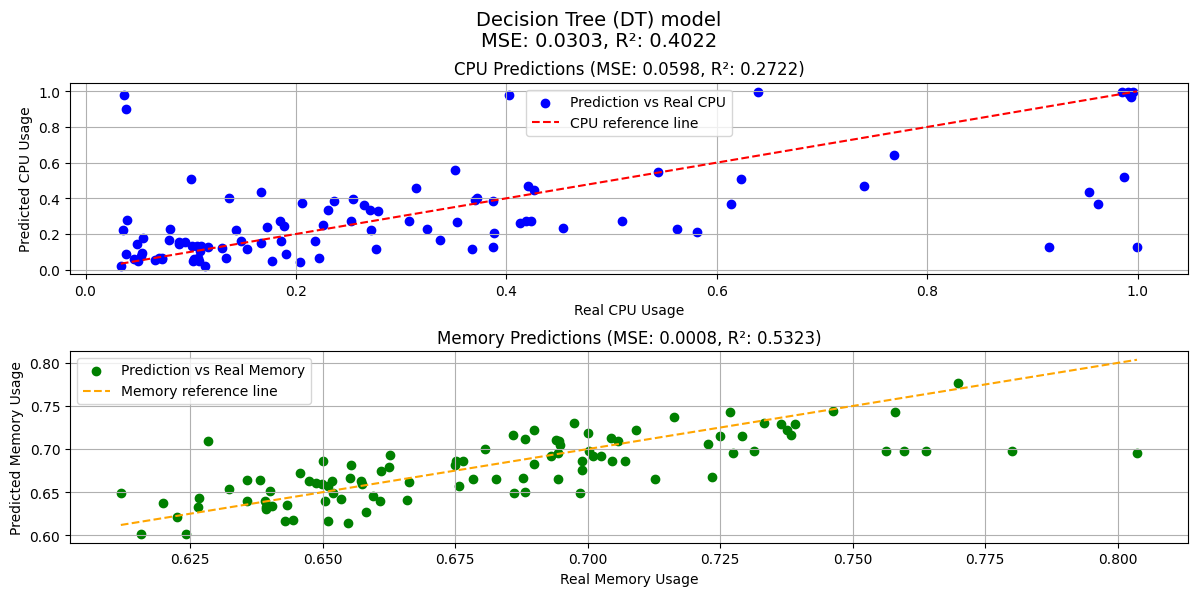 Decision Tree (DT) model
MSE: 0.0303, R²: 0.4022
CPU Predictions (MSE: 0.0598, R²: 0.2722)
Predicted CPU Usage
1.0
0.8
0.6
0.4
0.2
0.0
Prediction vs Real CPU
CPU reference line
0.0 0.2 0.4 0.6 0.8 1.0
Real CPU Usage
Memory Predictions (MSE: 0.0008, R²: 0.5323)
Predicted Memory Usage
0.80
0.75
0.70
0.65
0.60
Prediction vs Real Memory
Memory reference line
0.625 0.650 0.675 0.700 0.725 0.750 0.775 0.800
Real Memory Usage